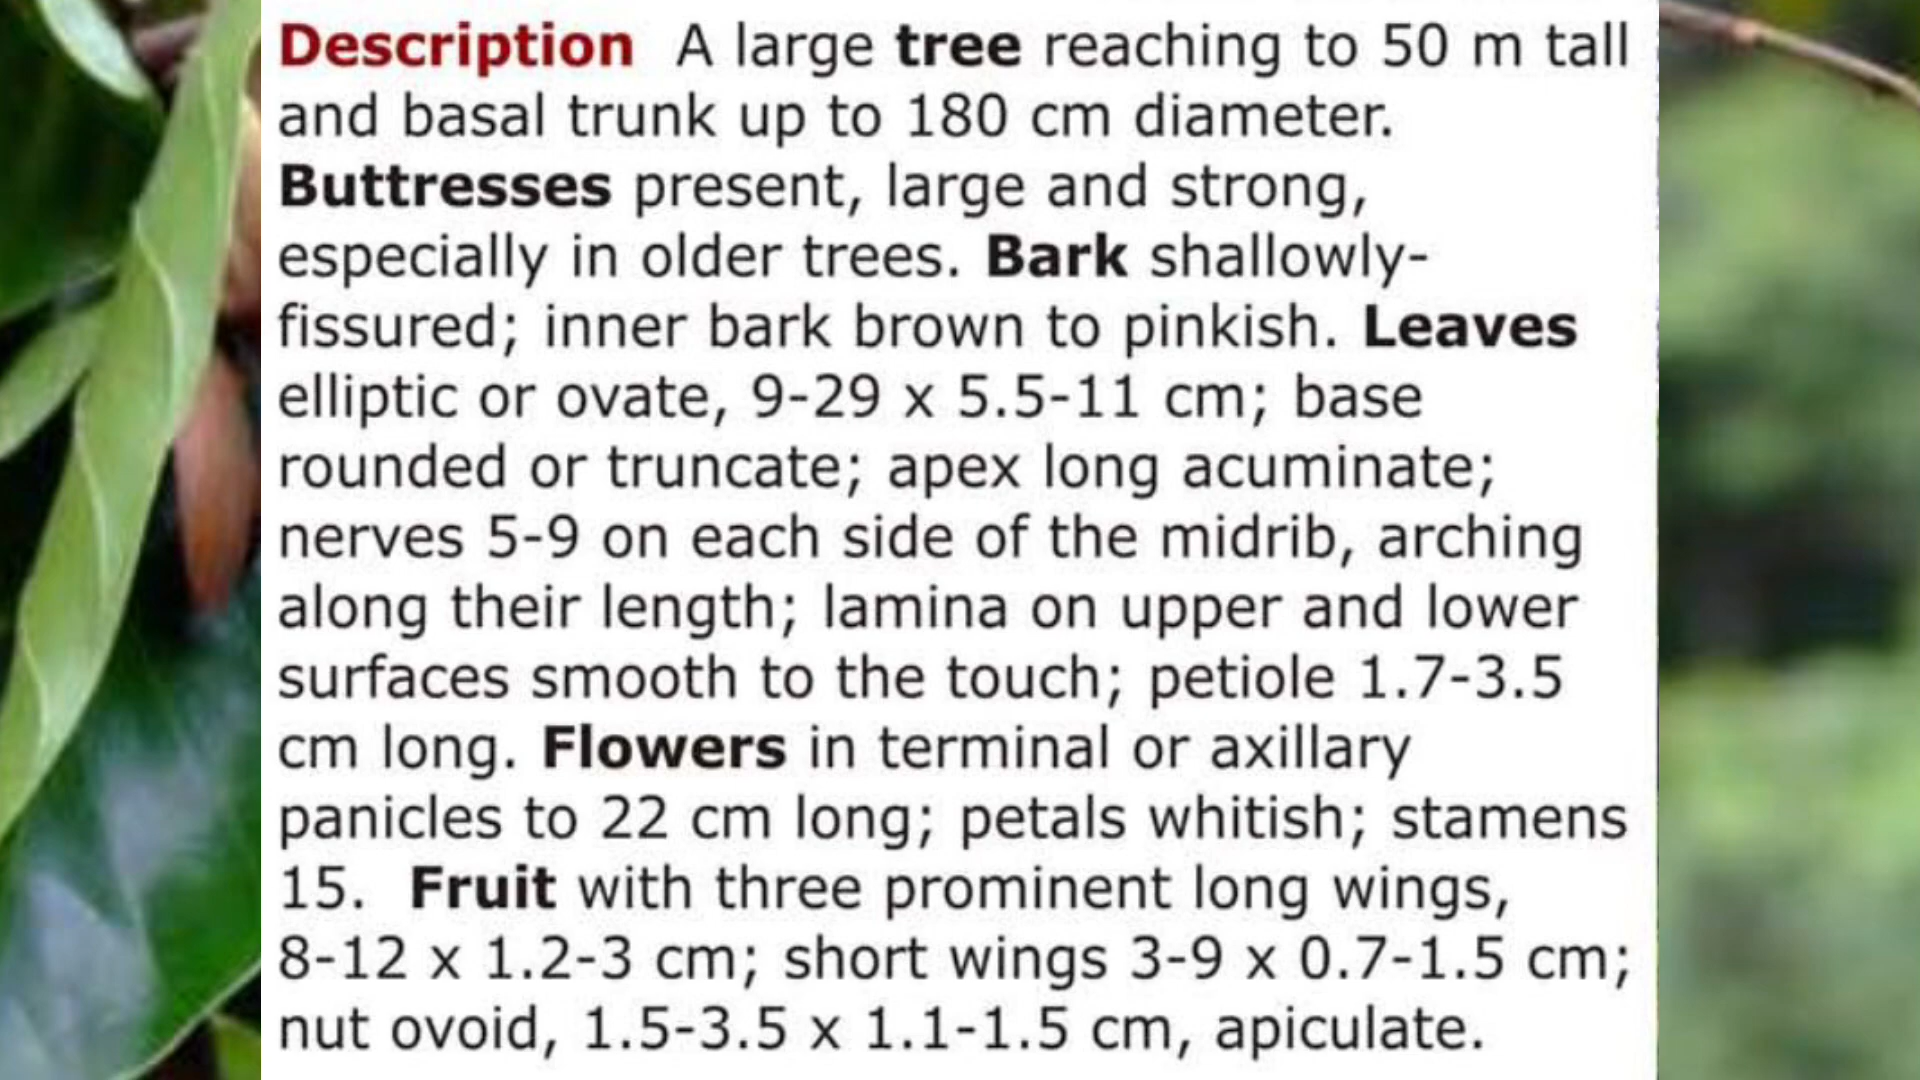 Description A large tree reaching to 50 m tall
and basal trunk up to 180 cm diameter.
Buttresses present, large and strong,
especially in older trees. Bark shallowly-
fissured; inner bark brown to pinkish. Leaves
elliptic or ovate, 9-29 x 5.5-11 cm; base
rounded or truncate; apex long acuminate;
nerves 5-9 on each side of the midrib, arching
along their length; lamina on upper and lower
surfaces smooth to the touch; petiole 1.7-3.5
cm long. Flowers in terminal or axillary
panicles to 22 cm long; petals whitish; stamens
15. Fruit with three prominent long wings,
8-12 x 1.2-3 cm; short wings 3-9 x 0.7-1.5 cm;
nut ovoid, 1.5-3.5 x 1.1-1.5 cm, apiculate.